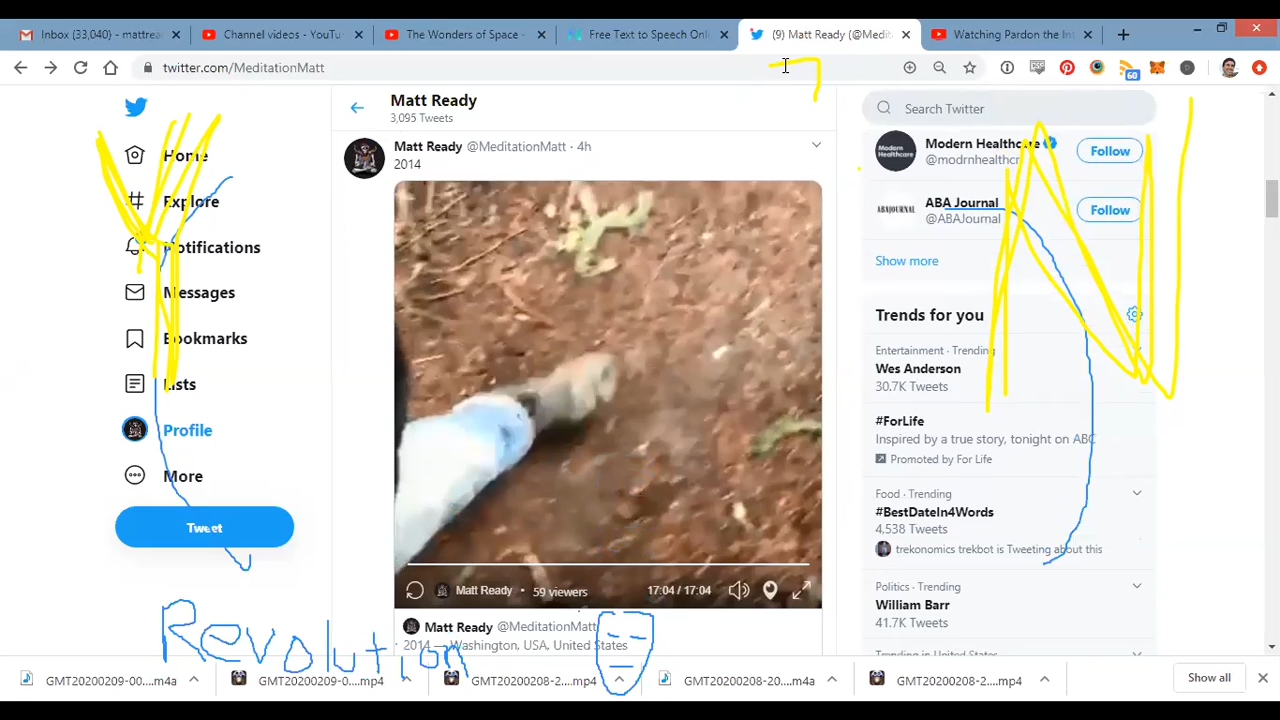 Inbox (33,040) - mattrea
Channel videos - YouTu
The Wonders of Space -
Free Text to Speech Onli
(9) Matt Ready (@Medit
Watching Pardon the Int
twitter.com/MeditationMatt
60
Matt Ready
3,095 Tweets
Search Twitter
Home
Explore
Notifications
Messages
Bookmarks
Lists
Profile
More
Tweet
Matt Ready @MeditationMatt · 4h
2014
Matt Ready • 59 viewers
17:04 / 17:04
Matt Ready @MeditationMatt
2014 — Washington, USA, United States
Modern Healthcare
@modrnhealthcr
Follow
ABA Journal
@ABAJournal
Follow
Show more
Trends for you
Entertainment · Trending
Wes Anderson
30.7K Tweets
#ForLife
Inspired by a true story, tonight on ABC
Promoted by For Life
Food · Trending
#BestDateIn4Words
4,538 Tweets
trekonomics trekbot is Tweeting about this
Politics · Trending
William Barr
41.7K Tweets
Trending in United States
Y
N
Revolution
GMT20200209-00....m4a
GMT20200209-0....mp4
GMT20200208-2....mp4
GMT20200208-20....m4a
GMT20200208-2....mp4
Show all